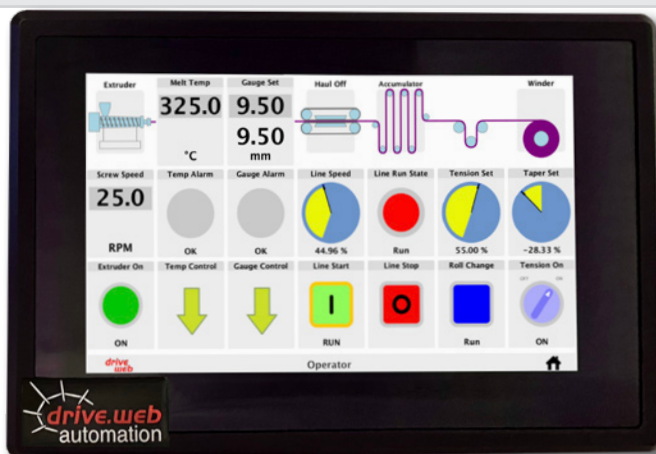 Extruder
Melt Temp
Gauge Set
Haul Off
Accumulator
Winder
325.0
9.50
9.50
°C
mm
Screw Speed
Temp Alarm
Gauge Alarm
Line Speed
Line Run State
Tension Set
Taper Set
25.0
RPM
OK
OK
44.96 %
Run
55.00 %
-28.33 %
Extruder On
Temp Control
Gauge Control
Line Start
Line Stop
Roll Change
Tension On
OFF
ON
I
O
ON
RUN
Run
ON
drive.
web
Operator
drive.web
automation